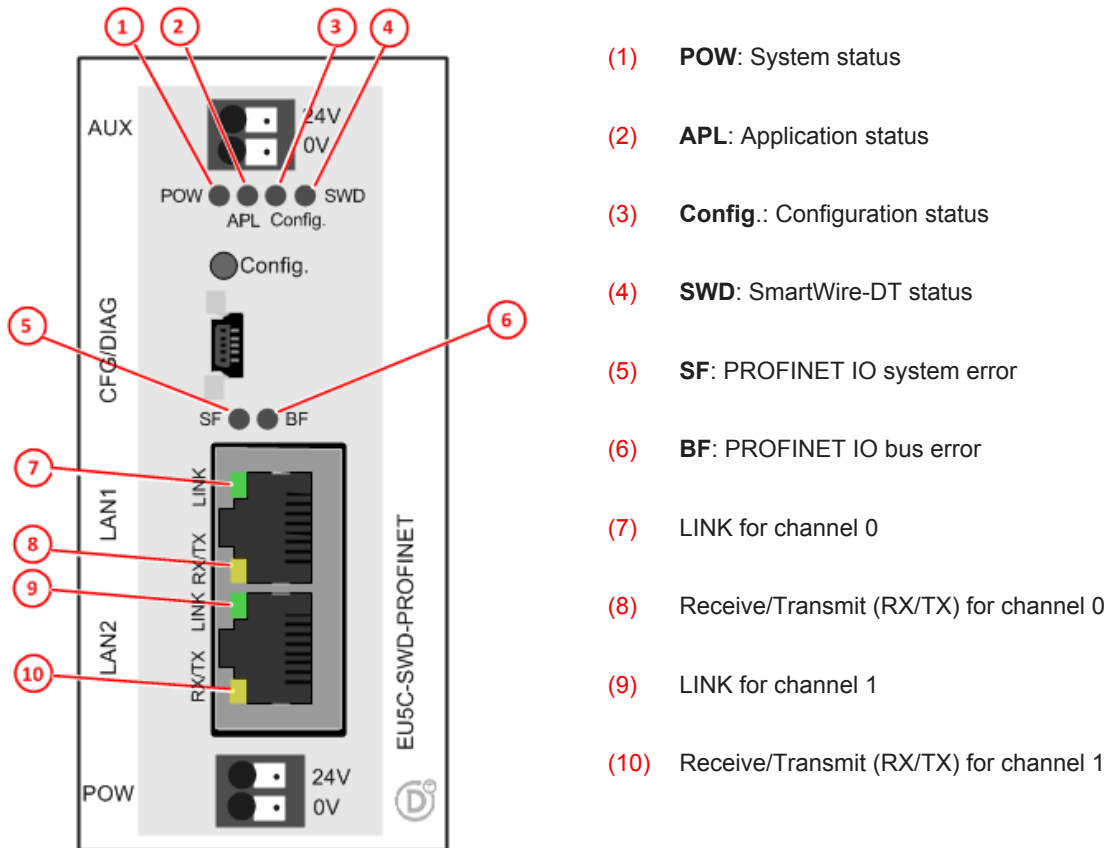 1 2 3 4
AUX
24V
0V
POW SWD
APL Config.
Config.
CFG/DIAG
5
6
SF BF
7
LAN1
LINK
8
RX/TX
9
LINK
LAN2
10
RX/TX
EU5C-SWD-PROFINET
POW
24V
0V
D
(1) POW: System status
(2) APL: Application status
(3) Config.: Configuration status
(4) SWD: SmartWire-DT status
(5) SF: PROFINET IO system error
(6) BF: PROFINET IO bus error
(7) LINK for channel 0
(8) Receive/Transmit (RX/TX) for channel 0
(9) LINK for channel 1
(10) Receive/Transmit (RX/TX) for channel 1